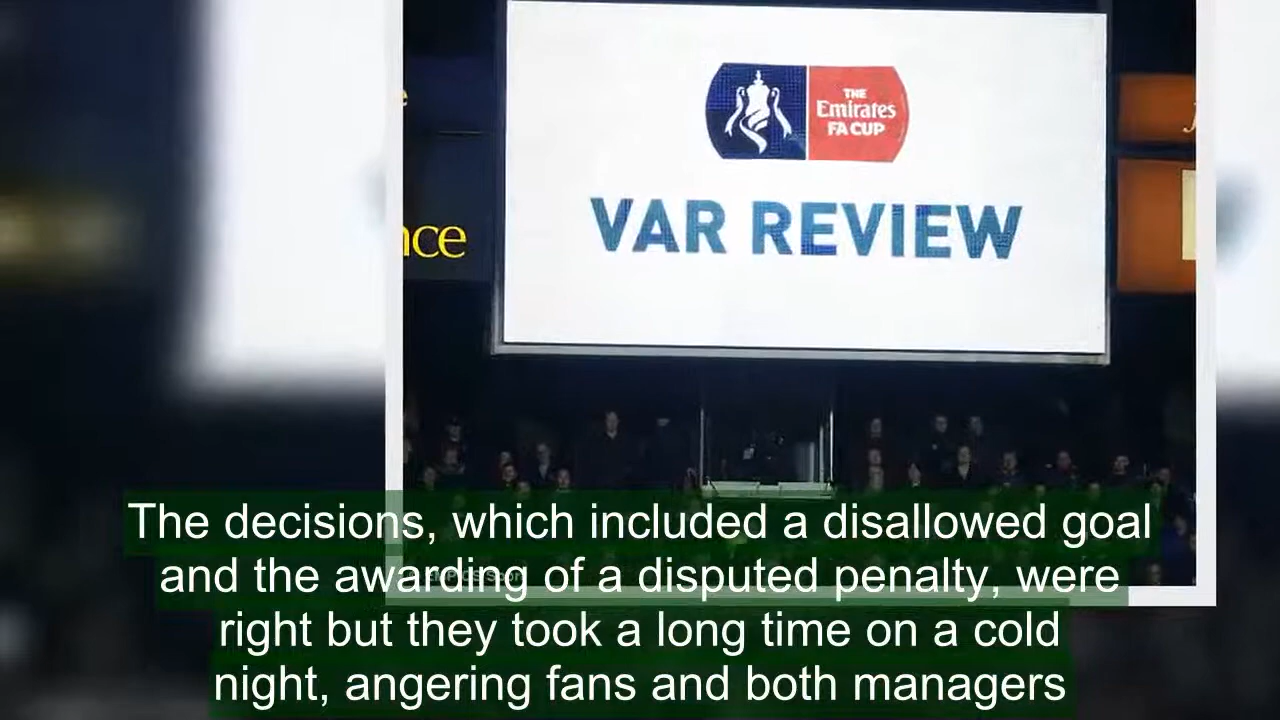 THE
Emirates
FA CUP
VAR REVIEW
nce
The decisions, which included a disallowed goal
and the awarding of a disputed penalty, were
right but they took a long time on a cold
night, angering fans and both managers